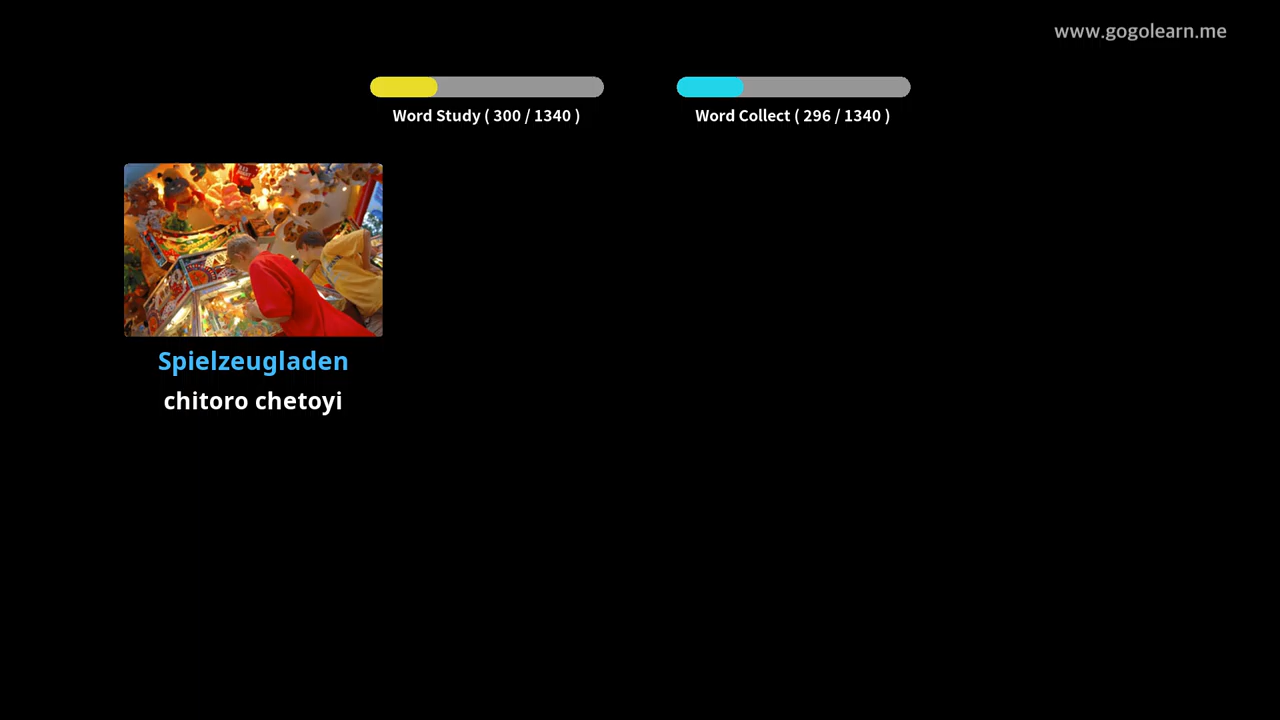 www.gogolearn.me
Word Study ( 300 / 1340 )
Word Collect ( 296 / 1340 )
Spielzeugladen
chitoro chetoyi